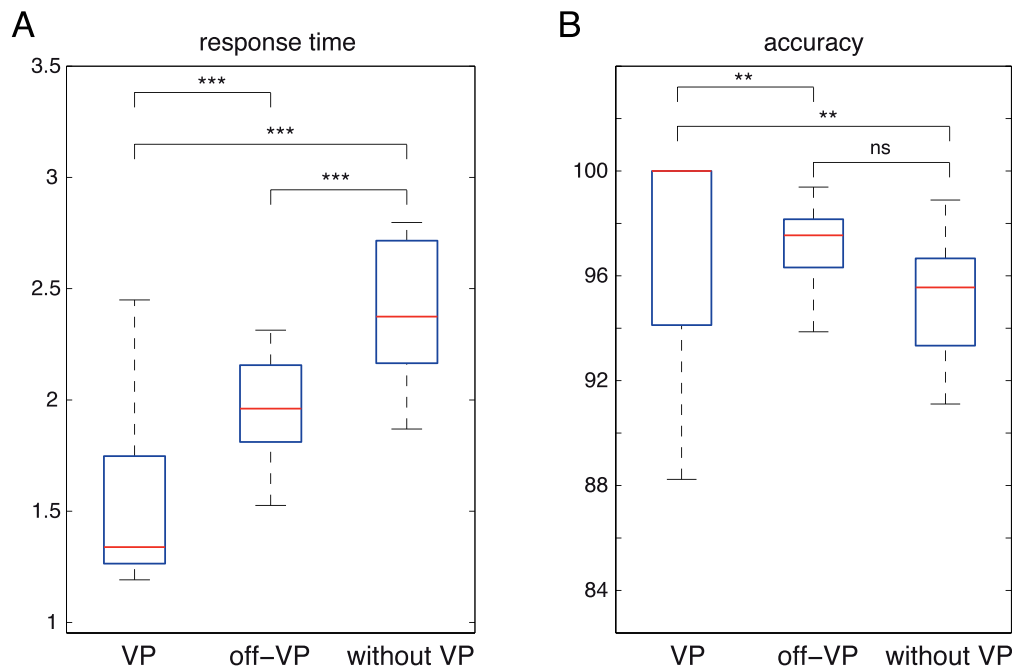 A
response time
3.5
3
2.5
2
1.5
1
***
***
***
VP
off–VP
without VP
B
accuracy
100
96
92
88
84
**
**
ns
VP
off–VP
without VP